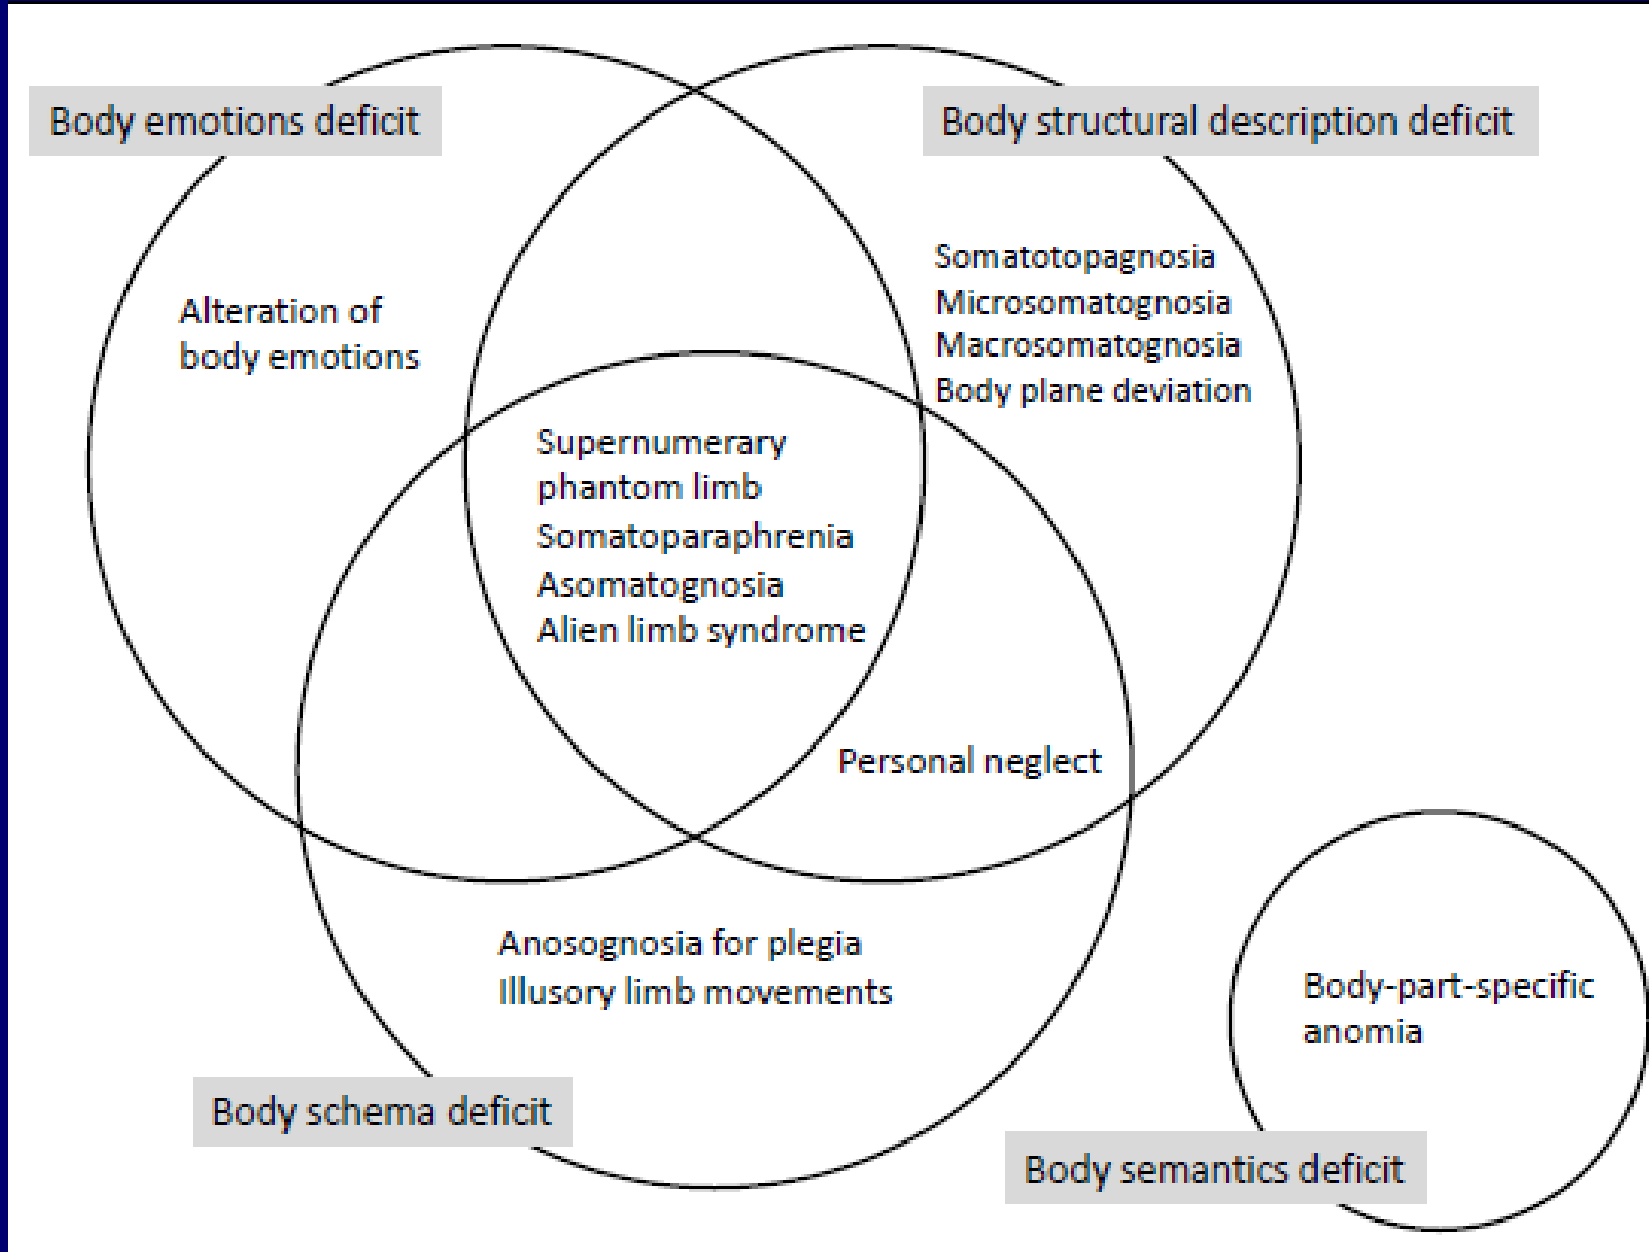 Body emotions deficit
Body structural description deficit
Alteration of
body emotions
Somatotopagnosia
Microsomatognosia
Macrosomatognosia
Body plane deviation
Supernumerary
phantom limb
Somatoparaphrenia
Asomatognosia
Alien limb syndrome
Personal neglect
Anosognosia for plegia
Illusory limb movements
Body-part-specific
anomia
Body schema deficit
Body semantics deficit